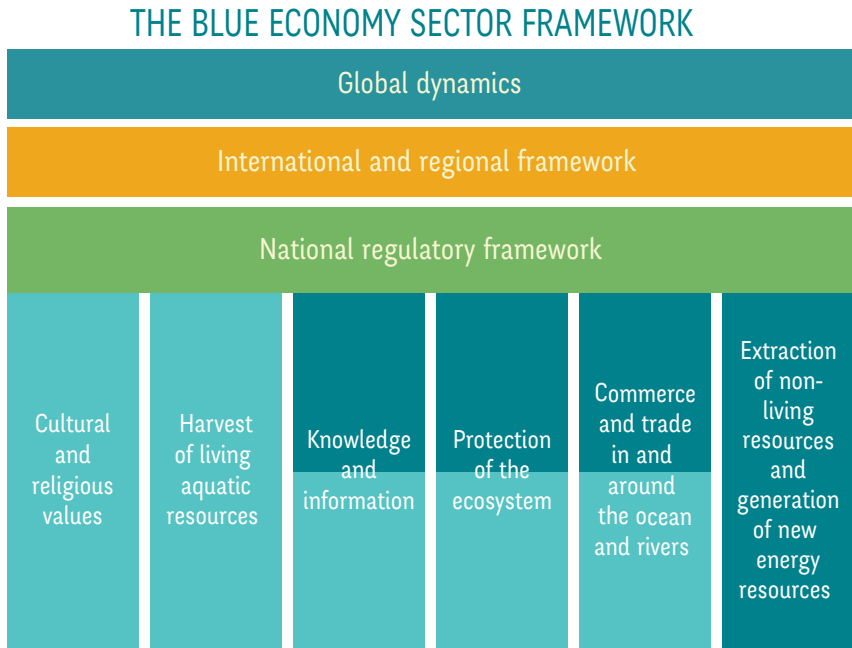 THE BLUE ECONOMY SECTOR FRAMEWORK
Global dynamics
International and regional framework
National regulatory framework
Cultural
and
religious
values
Harvest
of living
aquatic
resources
Knowledge
and
information
Protection
of the
ecosystem
Commerce
and trade
in and
around
the ocean
and rivers
Extraction
of non-
living
resources
and
generation
of new
energy
resources